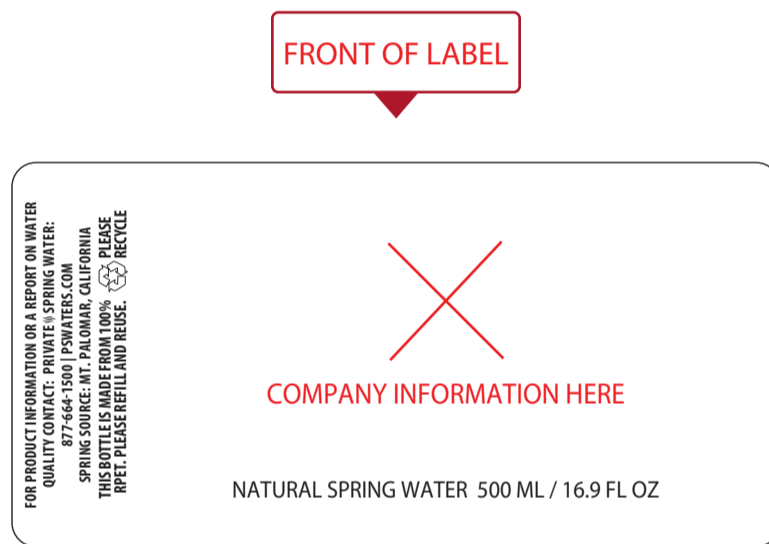 FRONT OF LABEL
FOR PRODUCT INFORMATION OR A REPORT ON WATER
QUALITY CONTACT: PRIVATE SPRING WATER:
877-664-1500 | PSWATERS.COM
SPRING SOURCE: MT. PALOMAR, CALIFORNIA
THIS BOTTLE IS MADE FROM 100%
RPET. PLEASE REFILL AND REUSE.
PLEASE
RECYCLE
COMPANY INFORMATION HERE
NATURAL SPRING WATER 500 ML / 16.9 FL OZ